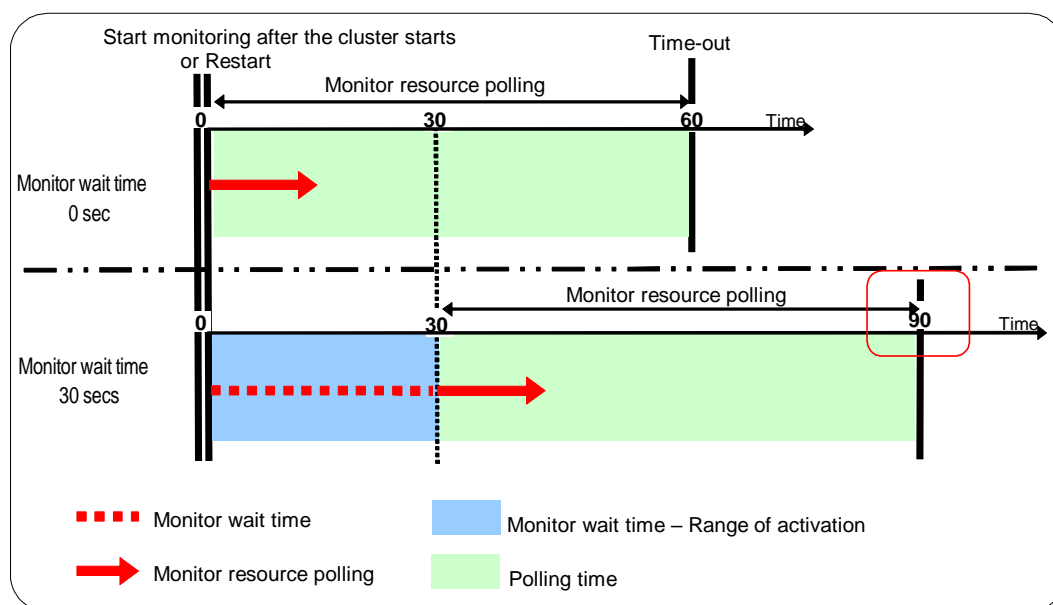 Start monitoring after the cluster starts
or Restart
Time-out
Monitor resource polling
0
30
60
Time
Monitor wait time
0 sec
Monitor resource polling
0
30
90
Time
Monitor wait time
30 secs
Monitor wait time
Monitor wait time – Range of activation
Monitor resource polling
Polling time